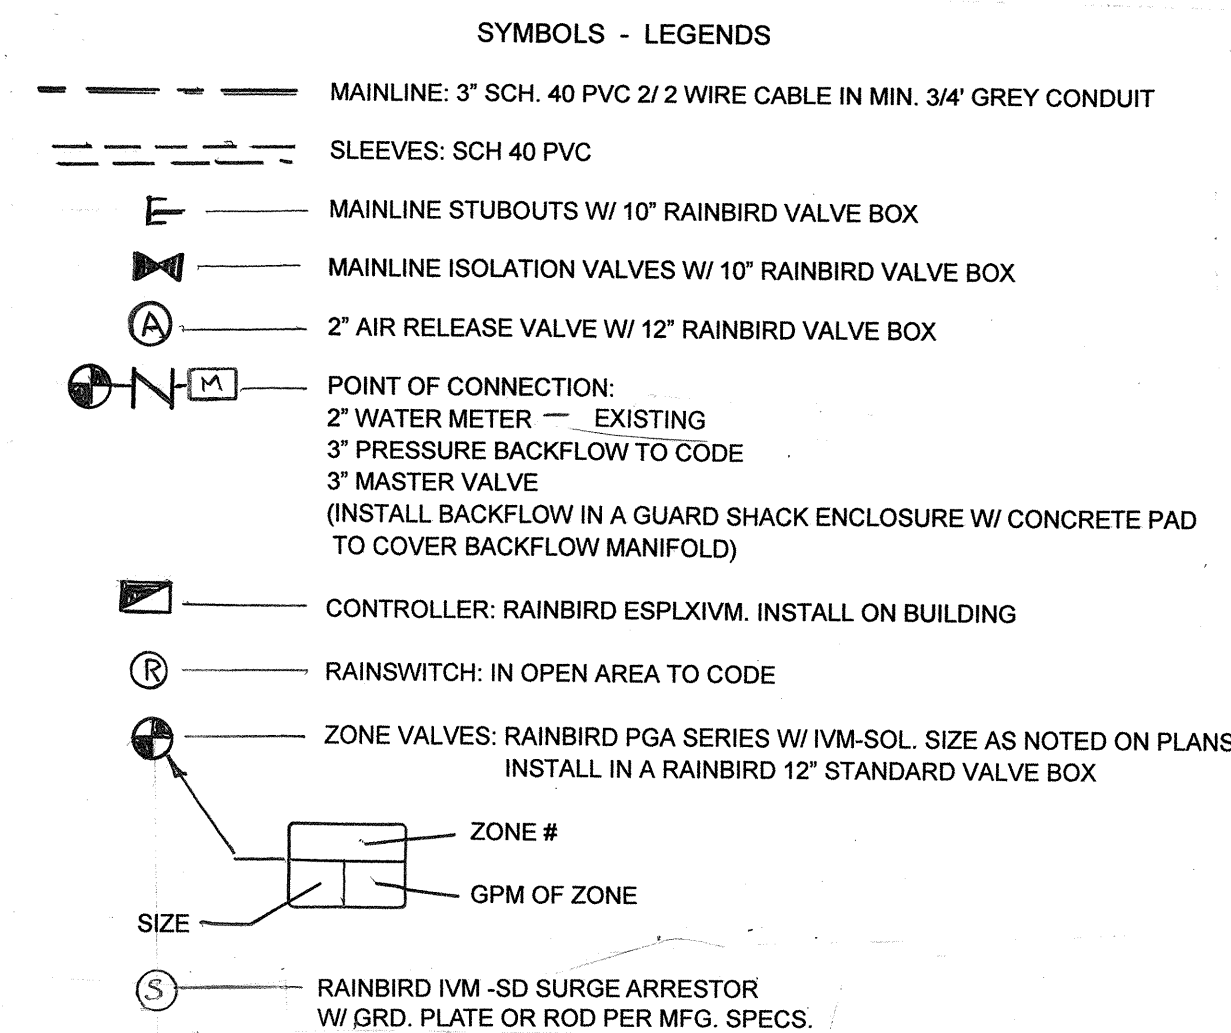 SYMBOLS - LEGENDS
MAINLINE: 3" SCH. 40 PVC 2/ 2 WIRE CABLE IN MIN. 3/4' GREY CONDUIT
SLEEVES: SCH 40 PVC
MAINLINE STUBOUTS W/ 10" RAINBIRD VALVE BOX
MAINLINE ISOLATION VALVES W/ 10" RAINBIRD VALVE BOX
A
2" AIR RELEASE VALVE W/ 12" RAINBIRD VALVE BOX
M
POINT OF CONNECTION:
2" WATER METER — EXISTING
3" PRESSURE BACKFLOW TO CODE
3" MASTER VALVE
(INSTALL BACKFLOW IN A GUARD SHACK ENCLOSURE W/ CONCRETE PAD
TO COVER BACKFLOW MANIFOLD)
CONTROLLER: RAINBIRD ESPLXIVM. INSTALL ON BUILDING
R
RAINSWITCH: IN OPEN AREA TO CODE
ZONE VALVES: RAINBIRD PGA SERIES W/ IVM-SOL. SIZE AS NOTED ON PLANS
INSTALL IN A RAINBIRD 12" STANDARD VALVE BOX
ZONE #
GPM OF ZONE
SIZE
S
RAINBIRD IVM -SD SURGE ARRESTOR
W/ GRD. PLATE OR ROD PER MFG. SPECS.